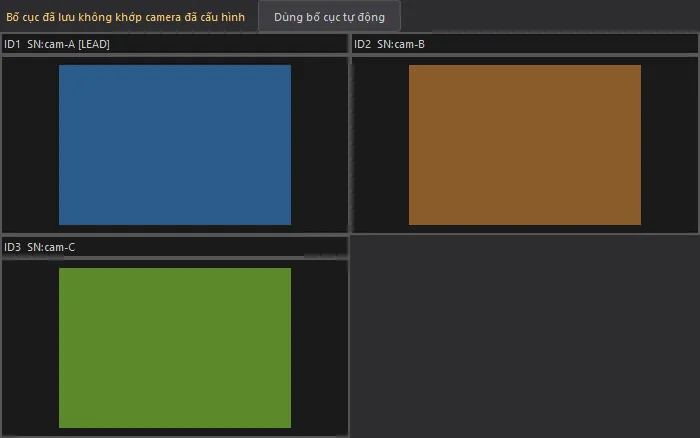 Bố cục đã lưu không khớp camera đã cấu hình
Dùng bố cục tự động
ID1 SN:cam-A [LEAD]
ID2 SN:cam-B
ID3 SN:cam-C